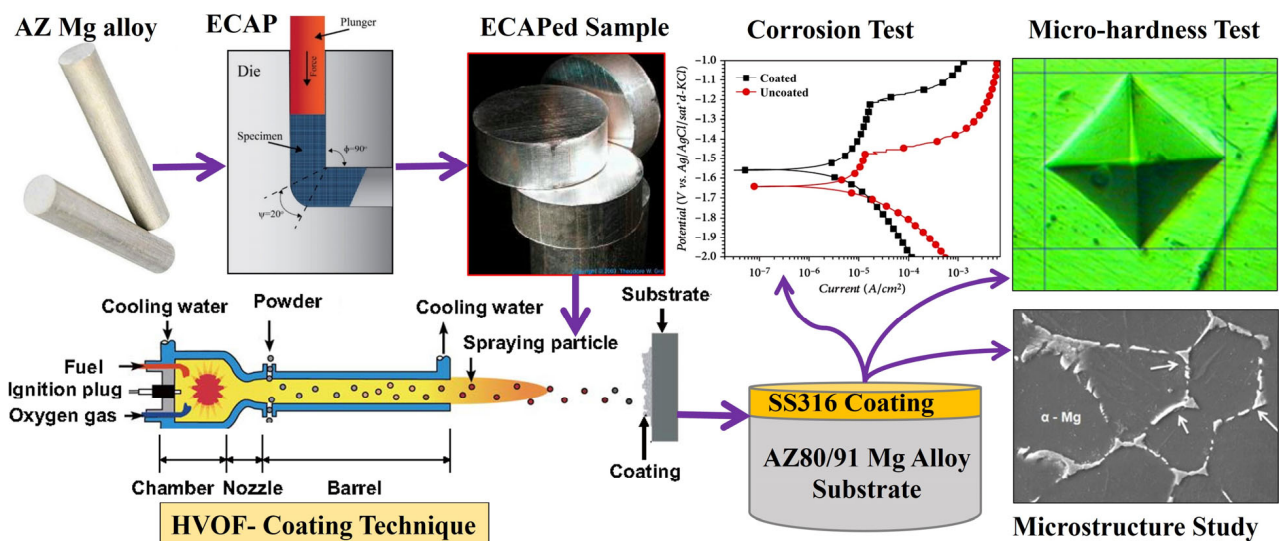 AZ Mg alloy
ECAP
Plunger
Force
Die
Specimen
ϕ=90°
ψ=20°
ECAPed Sample
Corrosion Test
Coated
Uncoated
Potential (V vs. Ag/AgCl/sat'd-KCl)
−1.0
−1.1
−1.2
−1.3
−1.4
−1.5
−1.6
−1.7
−1.8
−1.9
−2.0
10⁻⁷
10⁻⁶
10⁻⁵
10⁻⁴
10⁻³
Current (A/cm²)
Micro-hardness Test
Cooling water
Powder
Cooling water
Substrate
Spraying particle
Fuel
Ignition plug
Oxygen gas
Coating
Chamber
Nozzle
Barrel
HVOF- Coating Technique
SS316 Coating
AZ80/91 Mg Alloy
Substrate
α - Mg
Microstructure Study